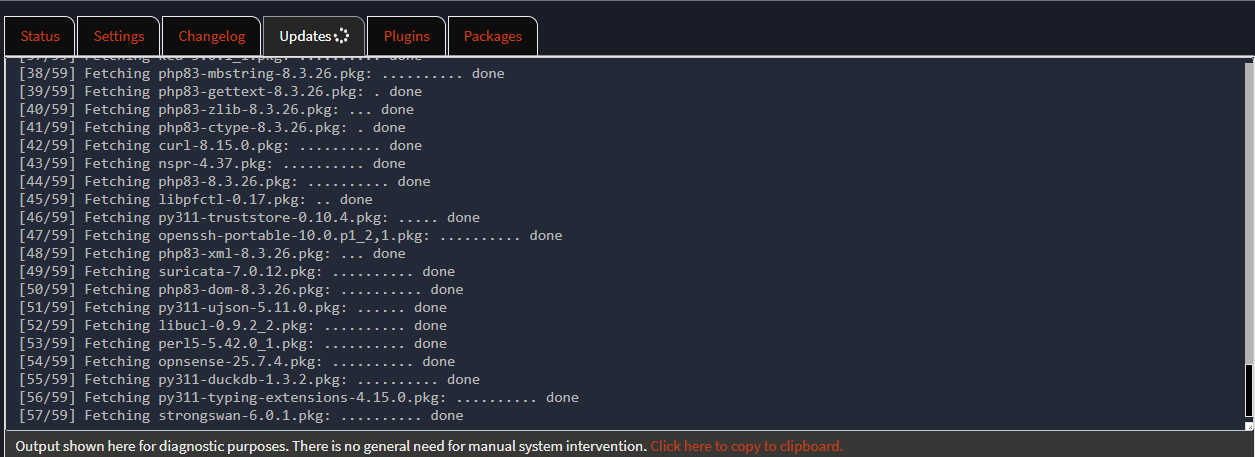 Status Settings Changelog Updates Plugins Packages
[38/59] Fetching php83-mbstring-8.3.26.pkg: .......... done
[39/59] Fetching php83-gettext-8.3.26.pkg: . done
[40/59] Fetching php83-zlib-8.3.26.pkg: ... done
[41/59] Fetching php83-ctype-8.3.26.pkg: . done
[42/59] Fetching curl-8.15.0.pkg: .......... done
[43/59] Fetching nspr-4.37.pkg: .......... done
[44/59] Fetching php83-8.3.26.pkg: .......... done
[45/59] Fetching libpfctl-0.17.pkg: .. done
[46/59] Fetching py311-truststore-0.10.4.pkg: ..... done
[47/59] Fetching openssh-portable-10.0.p1_2,1.pkg: .......... done
[48/59] Fetching php83-xml-8.3.26.pkg: ... done
[49/59] Fetching suricata-7.0.12.pkg: .......... done
[50/59] Fetching php83-dom-8.3.26.pkg: .......... done
[51/59] Fetching py311-ujson-5.11.0.pkg: ...... done
[52/59] Fetching libucl-0.9.2_2.pkg: .......... done
[53/59] Fetching perl5-5.42.0_1.pkg: .......... done
[54/59] Fetching opnsense-25.7.4.pkg: .......... done
[55/59] Fetching py311-duckdb-1.3.2.pkg: .......... done
[56/59] Fetching py311-typing-extensions-4.15.0.pkg: .......... done
[57/59] Fetching strongswan-6.0.1.pkg: .......... done
Output shown here for diagnostic purposes. There is no general need for manual system intervention. Click here to copy to clipboard.